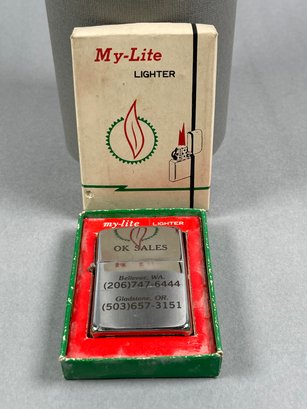 My-Lite
LIGHTER
my-lite LIGHTER
OK SALES
Bellevue, WA.
(206)747-6444
Gladstone, OR.
(503)657-3151